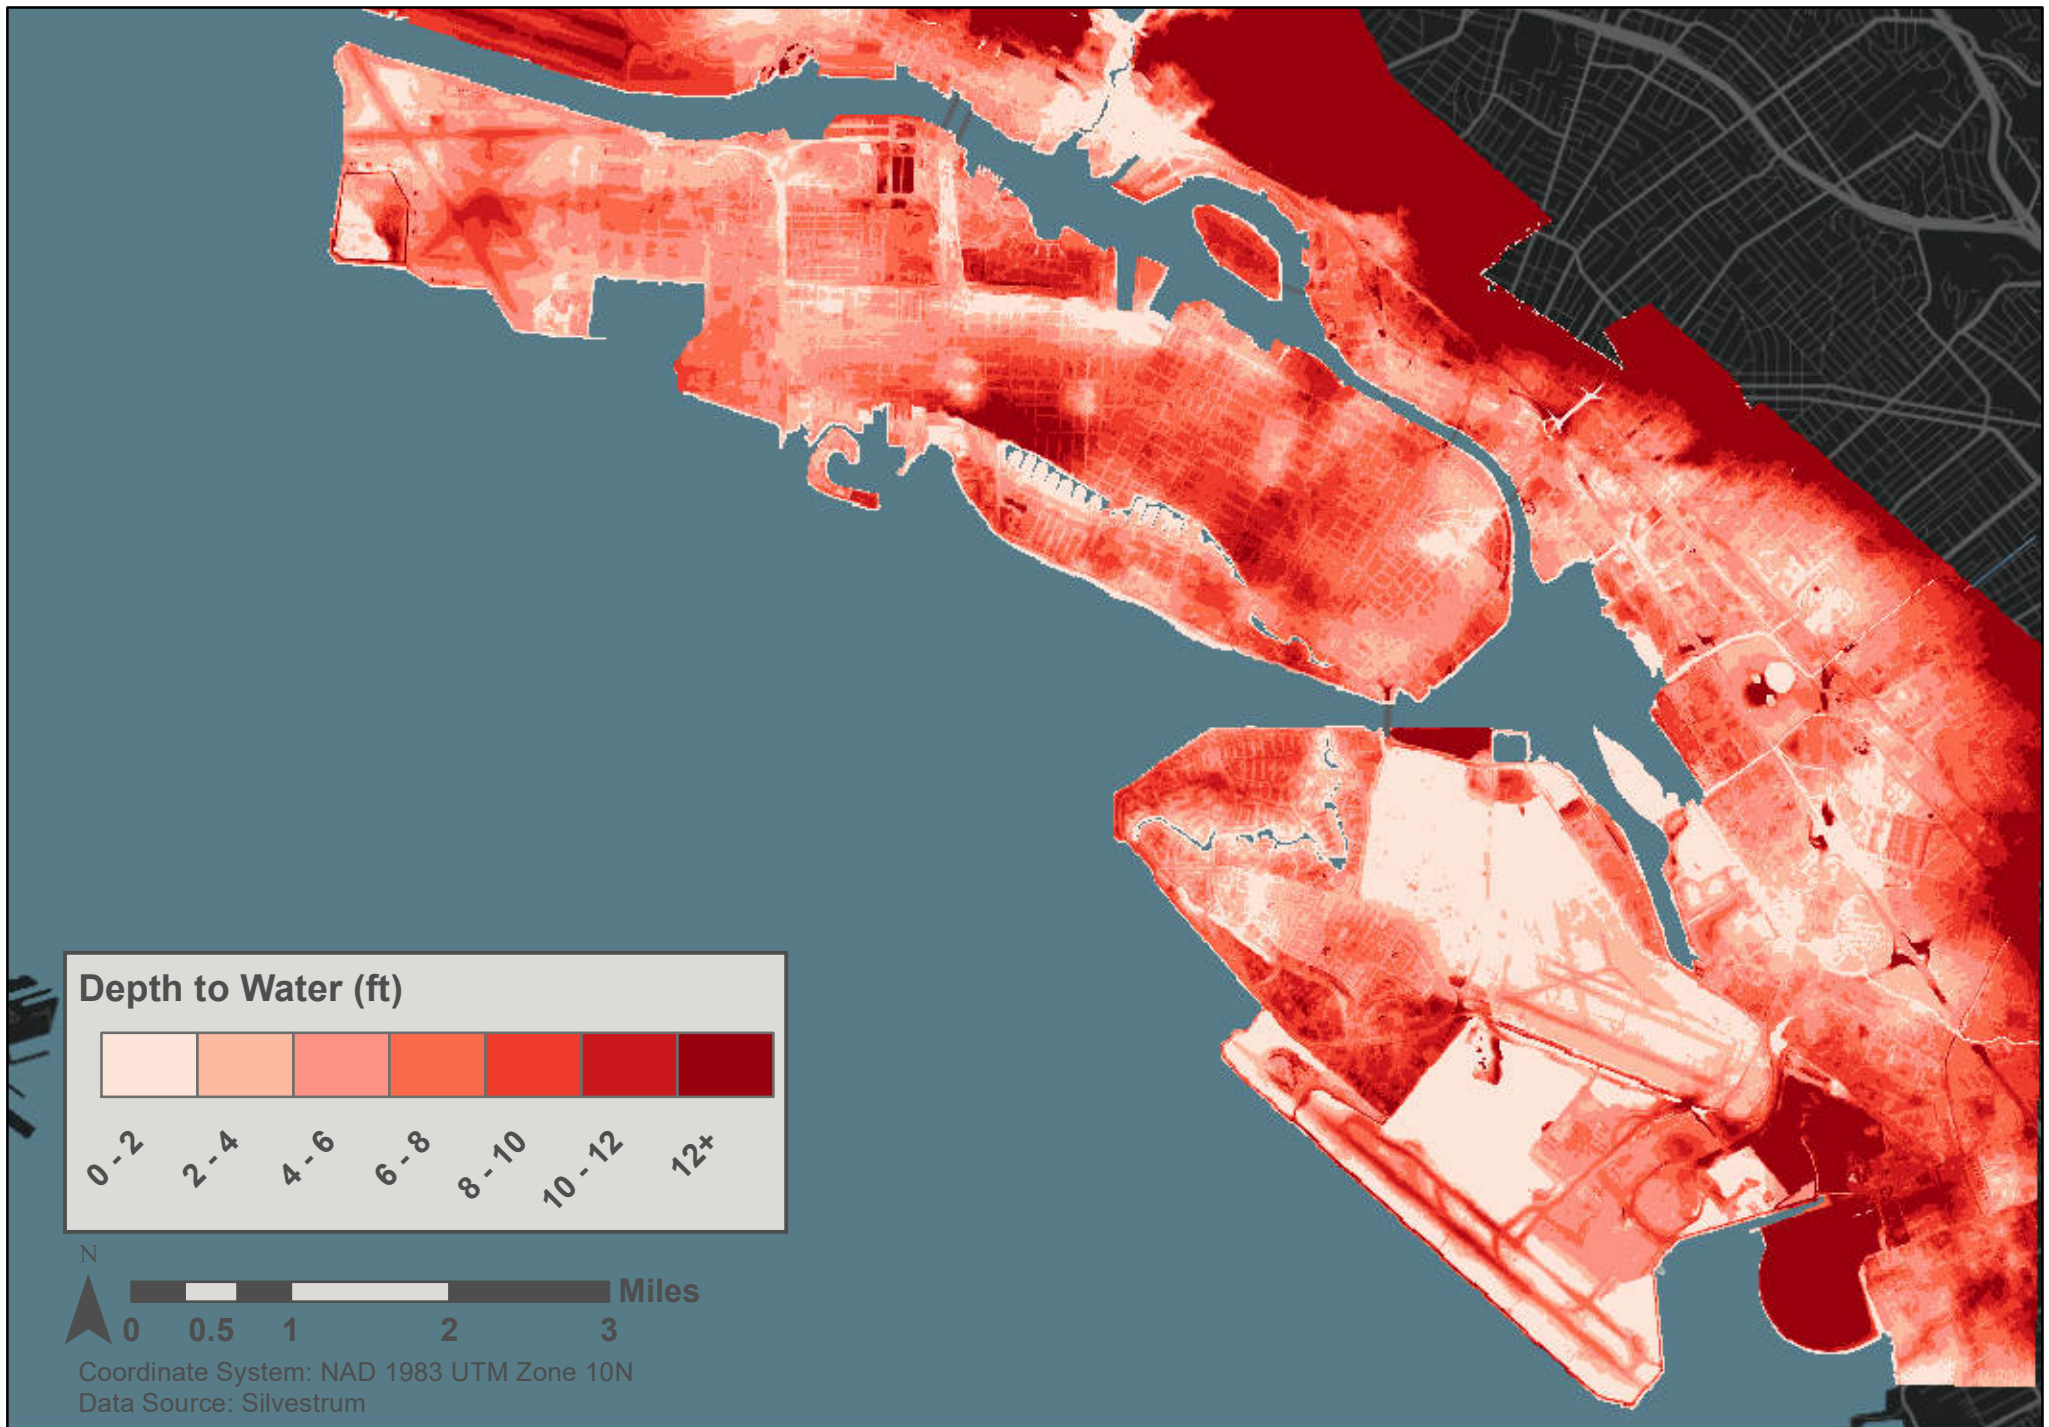 Depth to Water (ft)
0 - 2
2 - 4
4 - 6
6 - 8
8 - 10
10 - 12
12+
N
Miles
0 0.5 1 2 3
Coordinate System: NAD 1983 UTM Zone 10N
Data Source: Silvestrum